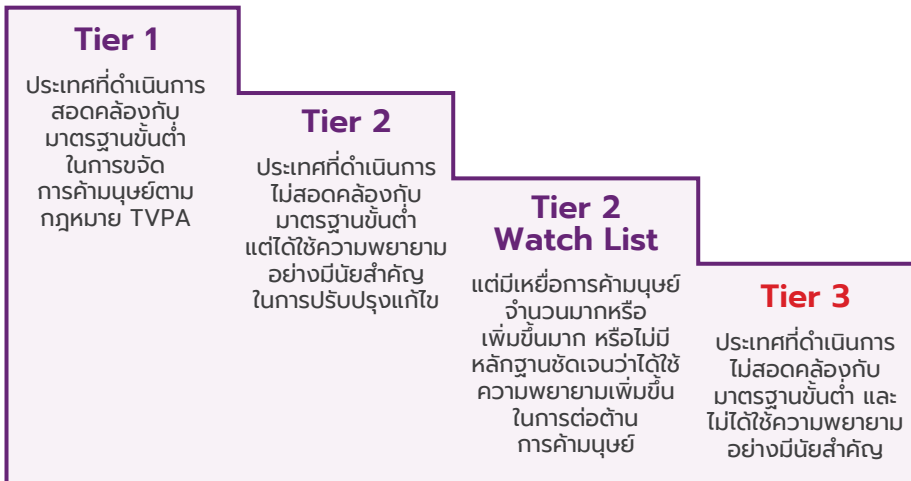 Tier 1
ประเทศที่ดำเนินการ
สอดคล้องกับ
มาตรฐานขั้นต่ำ
ในการขจัด
การค้ามนุษย์ตาม
กฎหมาย TVPA
Tier 2
ประเทศที่ดำเนินการ
ไม่สอดคล้องกับ
มาตรฐานขั้นต่ำ
แต่ได้ใช้ความพยายาม
อย่างมีนัยสำคัญ
ในการปรับปรุงแก้ไข
Tier 2
Watch List
แต่มีเหยื่อการค้ามนุษย์
จำนวนมากหรือ
เพิ่มขึ้นมาก หรือไม่มี
หลักฐานชัดเจนว่าได้ใช้
ความพยายามเพิ่มขึ้น
ในการต่อต้าน
การค้ามนุษย์
Tier 3
ประเทศที่ดำเนินการ
ไม่สอดคล้องกับ
มาตรฐานขั้นต่ำ และ
ไม่ได้ใช้ความพยายาม
อย่างมีนัยสำคัญ